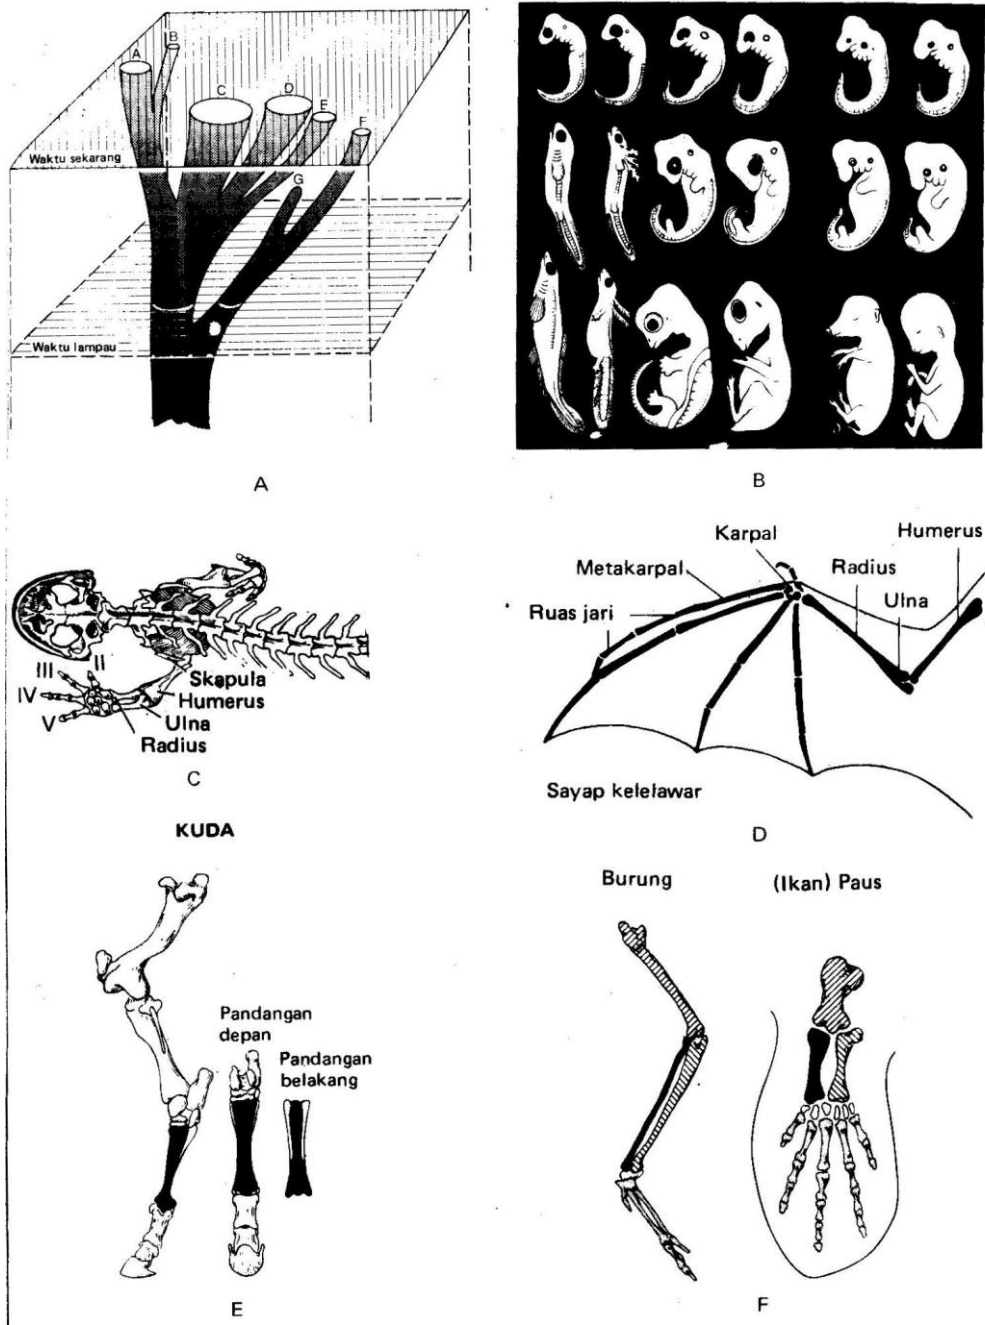 A
B
C
D
E
F
G
Waktu sekarang
Waktu lampau
A
B
III
II
IV
V
Skapula
Humerus
Ulna
Radius
C
Karpal
Humerus
Metakarpal
Radius
Ulna
Ruas jari
Sayap kelelawar
D
KUDA
Pandangan
depan
Pandangan
belakang
E
Burung
(Ikan) Paus
F